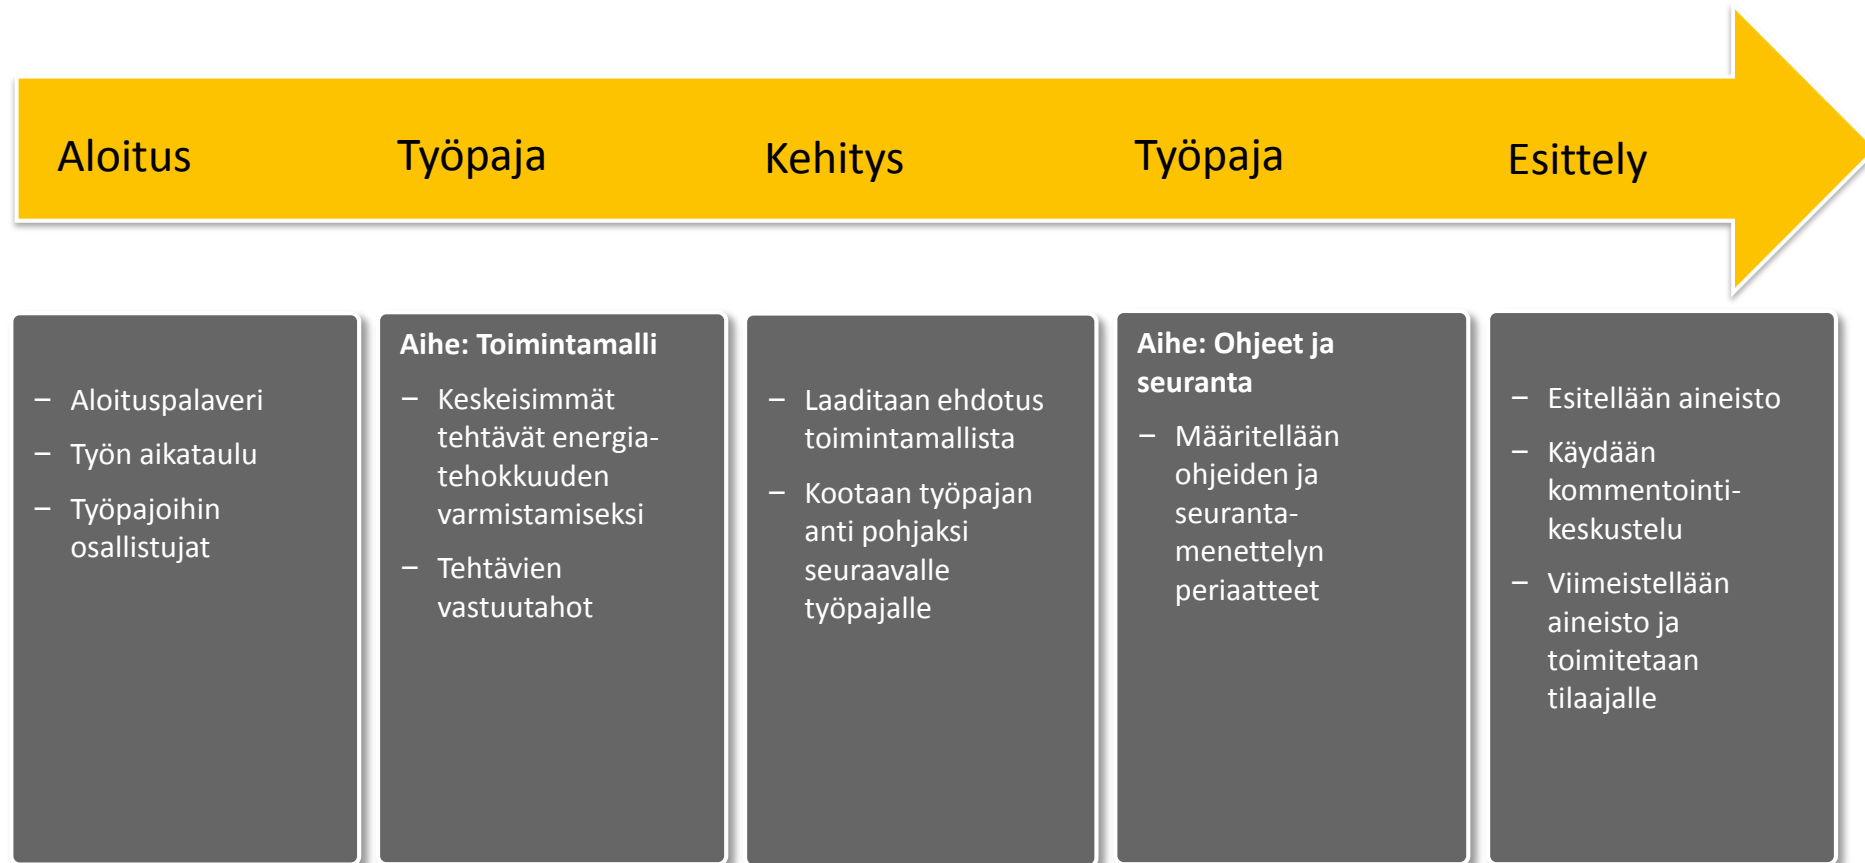 Aloitus
Työpaja
Kehitys
Työpaja
Esittely
– Aloituspalaveri
– Työn aikataulu
– Työpajoihin
osallistujat
Aihe: Toimintamalli
– Keskeisimmät
tehtävät energia-
tehokkuuden
varmistamiseksi
– Tehtävien
vastuutahot
– Laaditaan ehdotus
toimintamallista
– Kootaan työpajan
anti pohjaksi
seuraavalle
työpajalle
Aihe: Ohjeet ja
seuranta
– Määritellään
ohjeiden ja
seuranta-
menettelyn
periaatteet
– Esitellään aineisto
– Käydään
kommentointi-
keskustelu
– Viimeistellään
aineisto ja
toimitetaan
tilaajalle